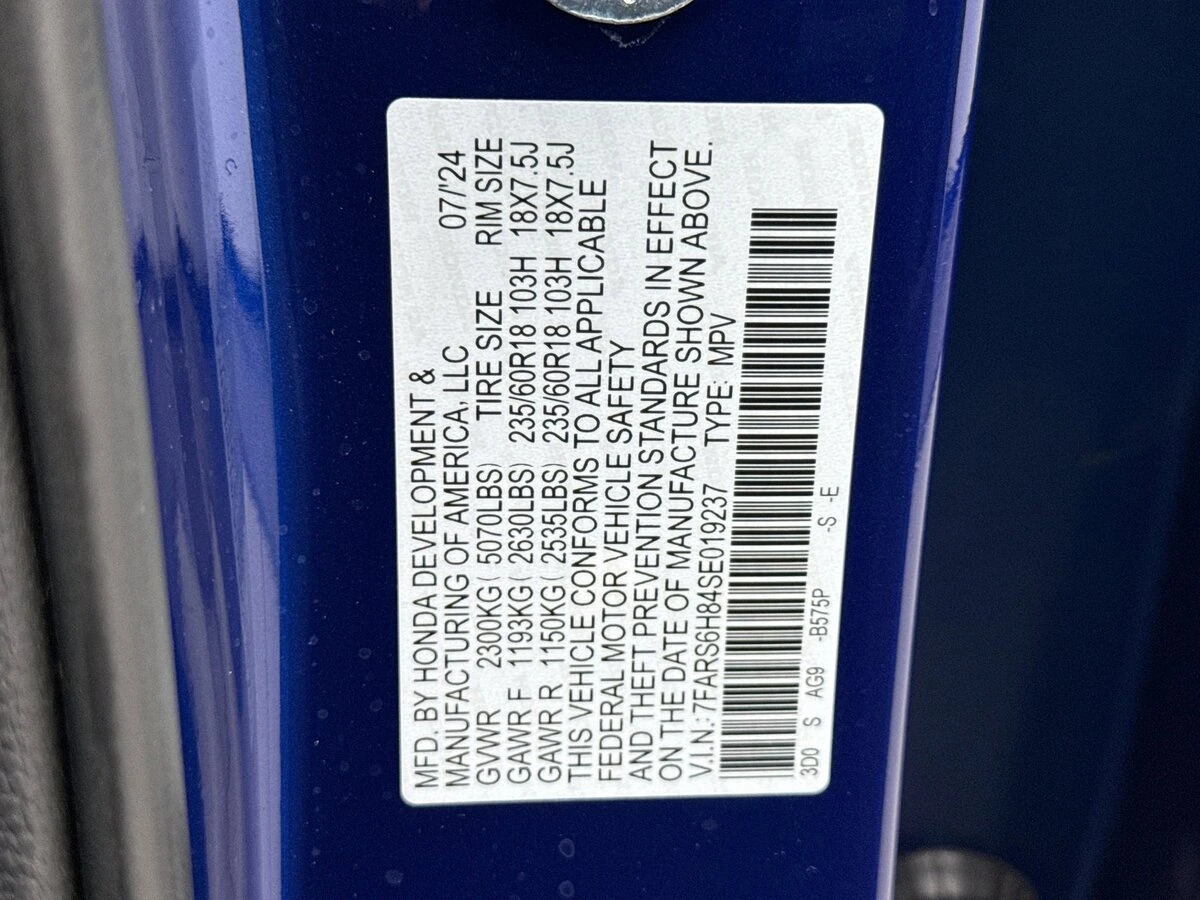 MFD. BY HONDA DEVELOPMENT &
MANUFACTURING OF AMERICA, LLC 07/'24
GVWR 2300KG ( 5070LBS) TIRE SIZE RIM SIZE
GAWR F 1193KG ( 2630LBS) 235/60R18 103H 18X7.5J
GAWR R 1150KG ( 2535LBS) 235/60R18 103H 18X7.5J
THIS VEHICLE CONFORMS TO ALL APPLICABLE
FEDERAL MOTOR VEHICLE SAFETY
AND THEFT PREVENTION STANDARDS IN EFFECT
ON THE DATE OF MANUFACTURE SHOWN ABOVE.
V.I.N.: 7FARS6H84SE019237 TYPE: MPV
3D0 S AG9 -B575P -S -E